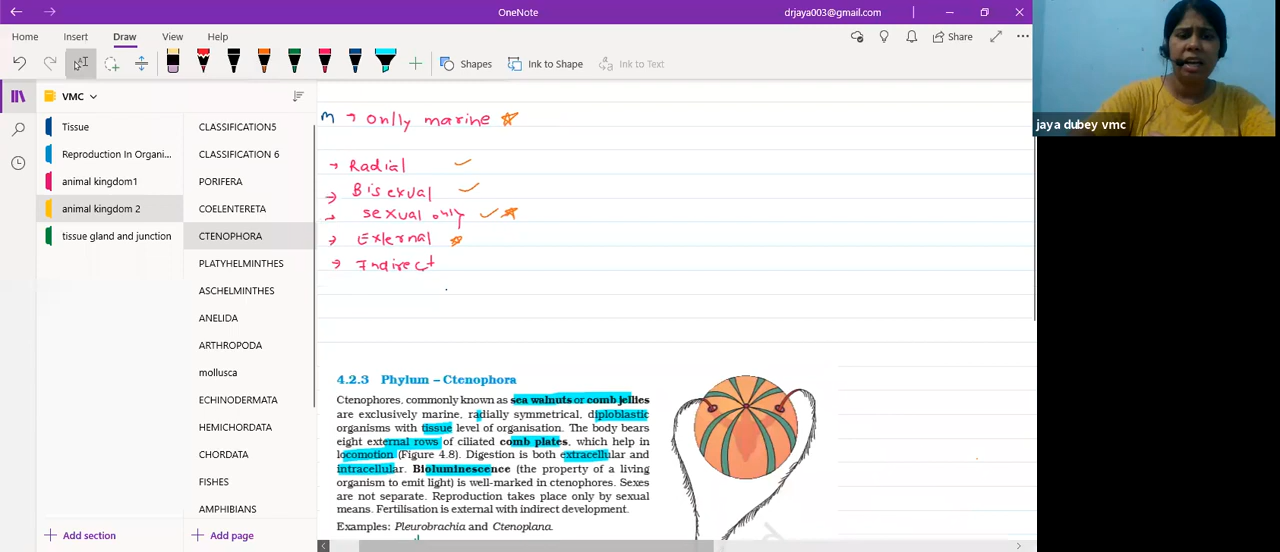 OneNote
drjaya003@gmail.com
Home Insert Draw View Help
Share
Shapes Ink to Shape Ink to Text
VMC
Tissue
Reproduction In Organi...
animal kingdom1
animal kingdom 2
tissue gland and junction
CLASSIFICATION5
CLASSIFICATION 6
PORIFERA
COELENTERETA
CTENOPHORA
PLATYHELMINTHES
ASCHELMINTHES
ANELIDA
ARTHROPODA
mollusca
ECHINODERMATA
HEMICHORDATA
CHORDATA
FISHES
AMPHIBIANS
Add section
Add page
m → Onlly marine
→ Radial
→ Bisexual
→ sexual only
→ External
→ Indirect
4.2.3 Phylum – Ctenophora
Ctenophores, commonly known as sea walnuts or comb jellies
are exclusively marine, radially symmetrical, diploblastic
organisms with tissue level of organisation. The body bears
eight external rows of ciliated comb plates, which help in
locomotion (Figure 4.8). Digestion is both extracellular and
intracellular. Bioluminescence (the property of a living
organism to emit light) is well-marked in ctenophores. Sexes
are not separate. Reproduction takes place only by sexual
means. Fertilisation is external with indirect development.
Examples: Pleurobrachia and Ctenoplana.
jaya dubey vmc